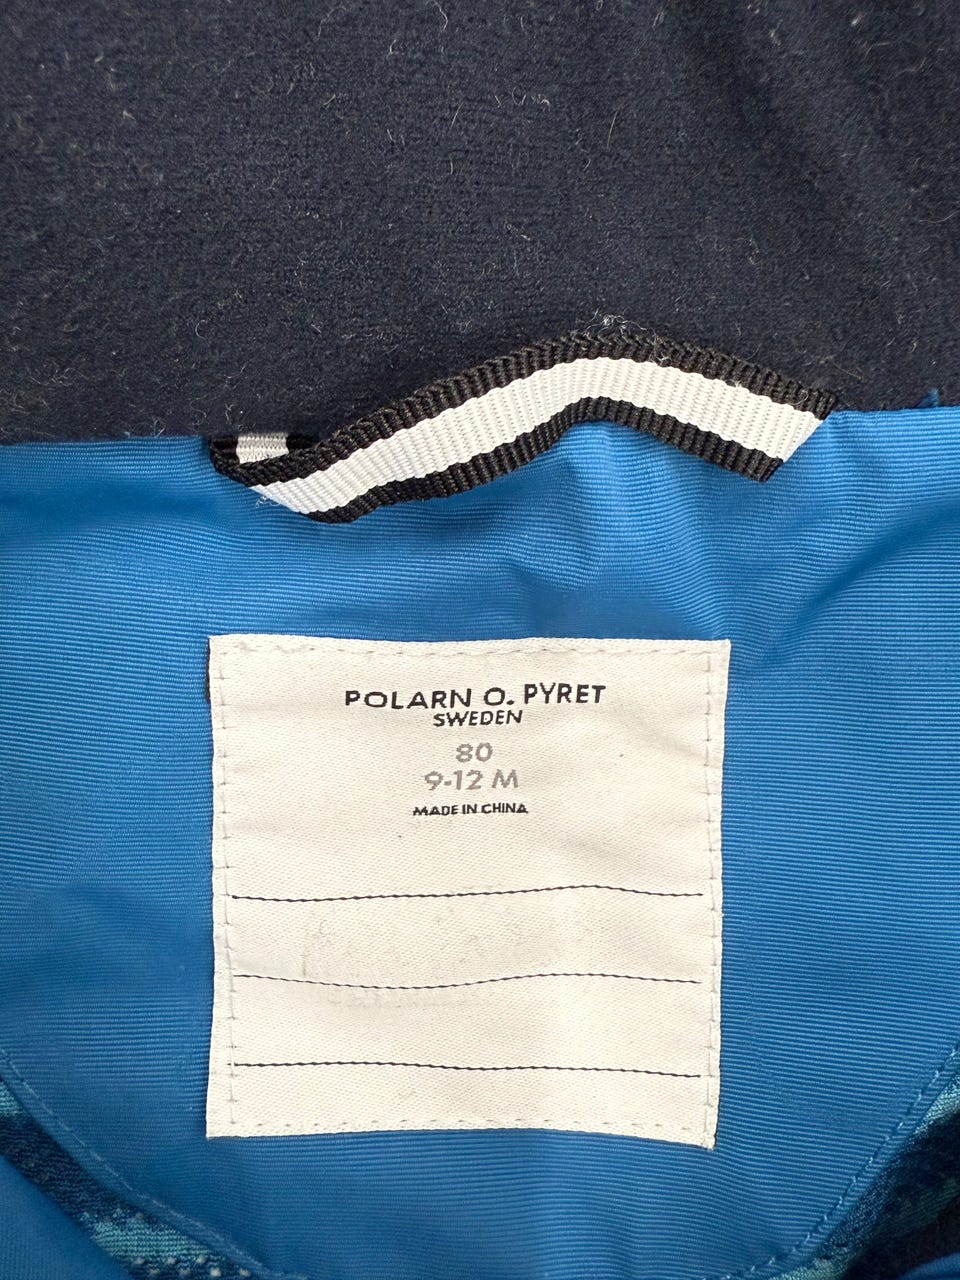 POLARN O. PYRET
SWEDEN
80
9-12 M
MADE IN CHINA